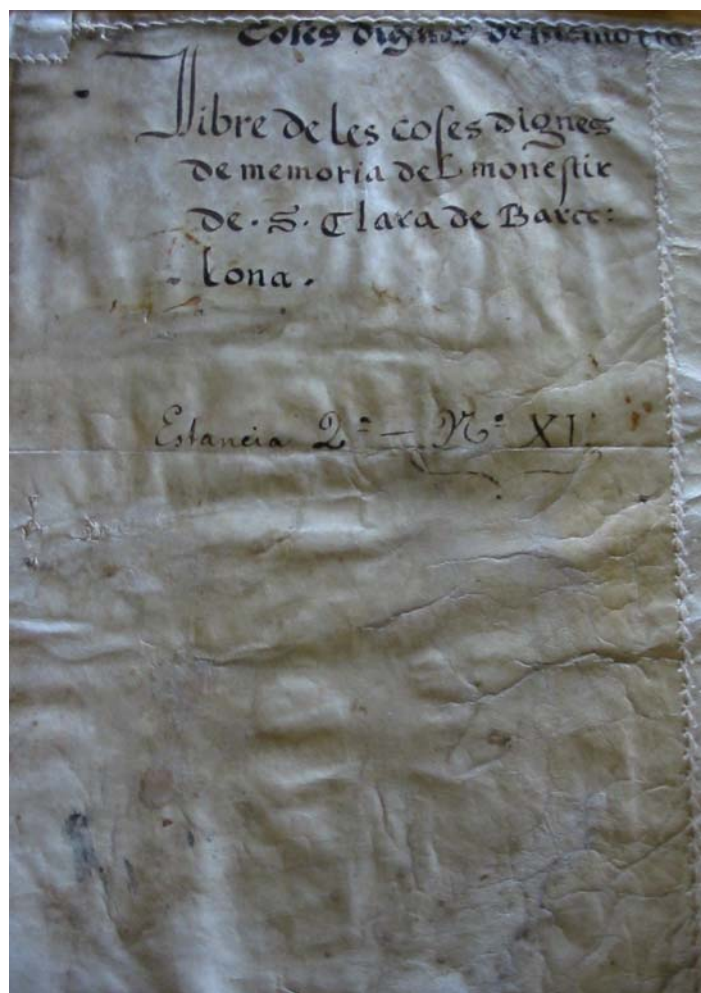 Coses dignes de memoria
Llibre de les coses dignes
de memoria del monestir
de · S · Clara de Barce:
lona.
Estancia 2ª — Nº XI.